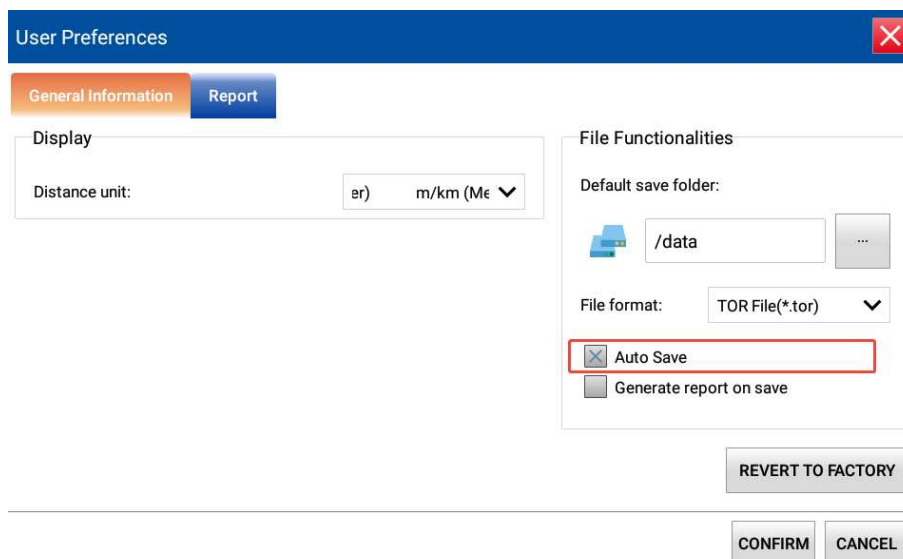 User Preferences
General Information
Report
Display
Distance unit:
er) m/km (Me
File Functionalities
Default save folder:
/data
...
File format:
TOR File(*.tor)
Auto Save
Generate report on save
REVERT TO FACTORY
CONFIRM
CANCEL